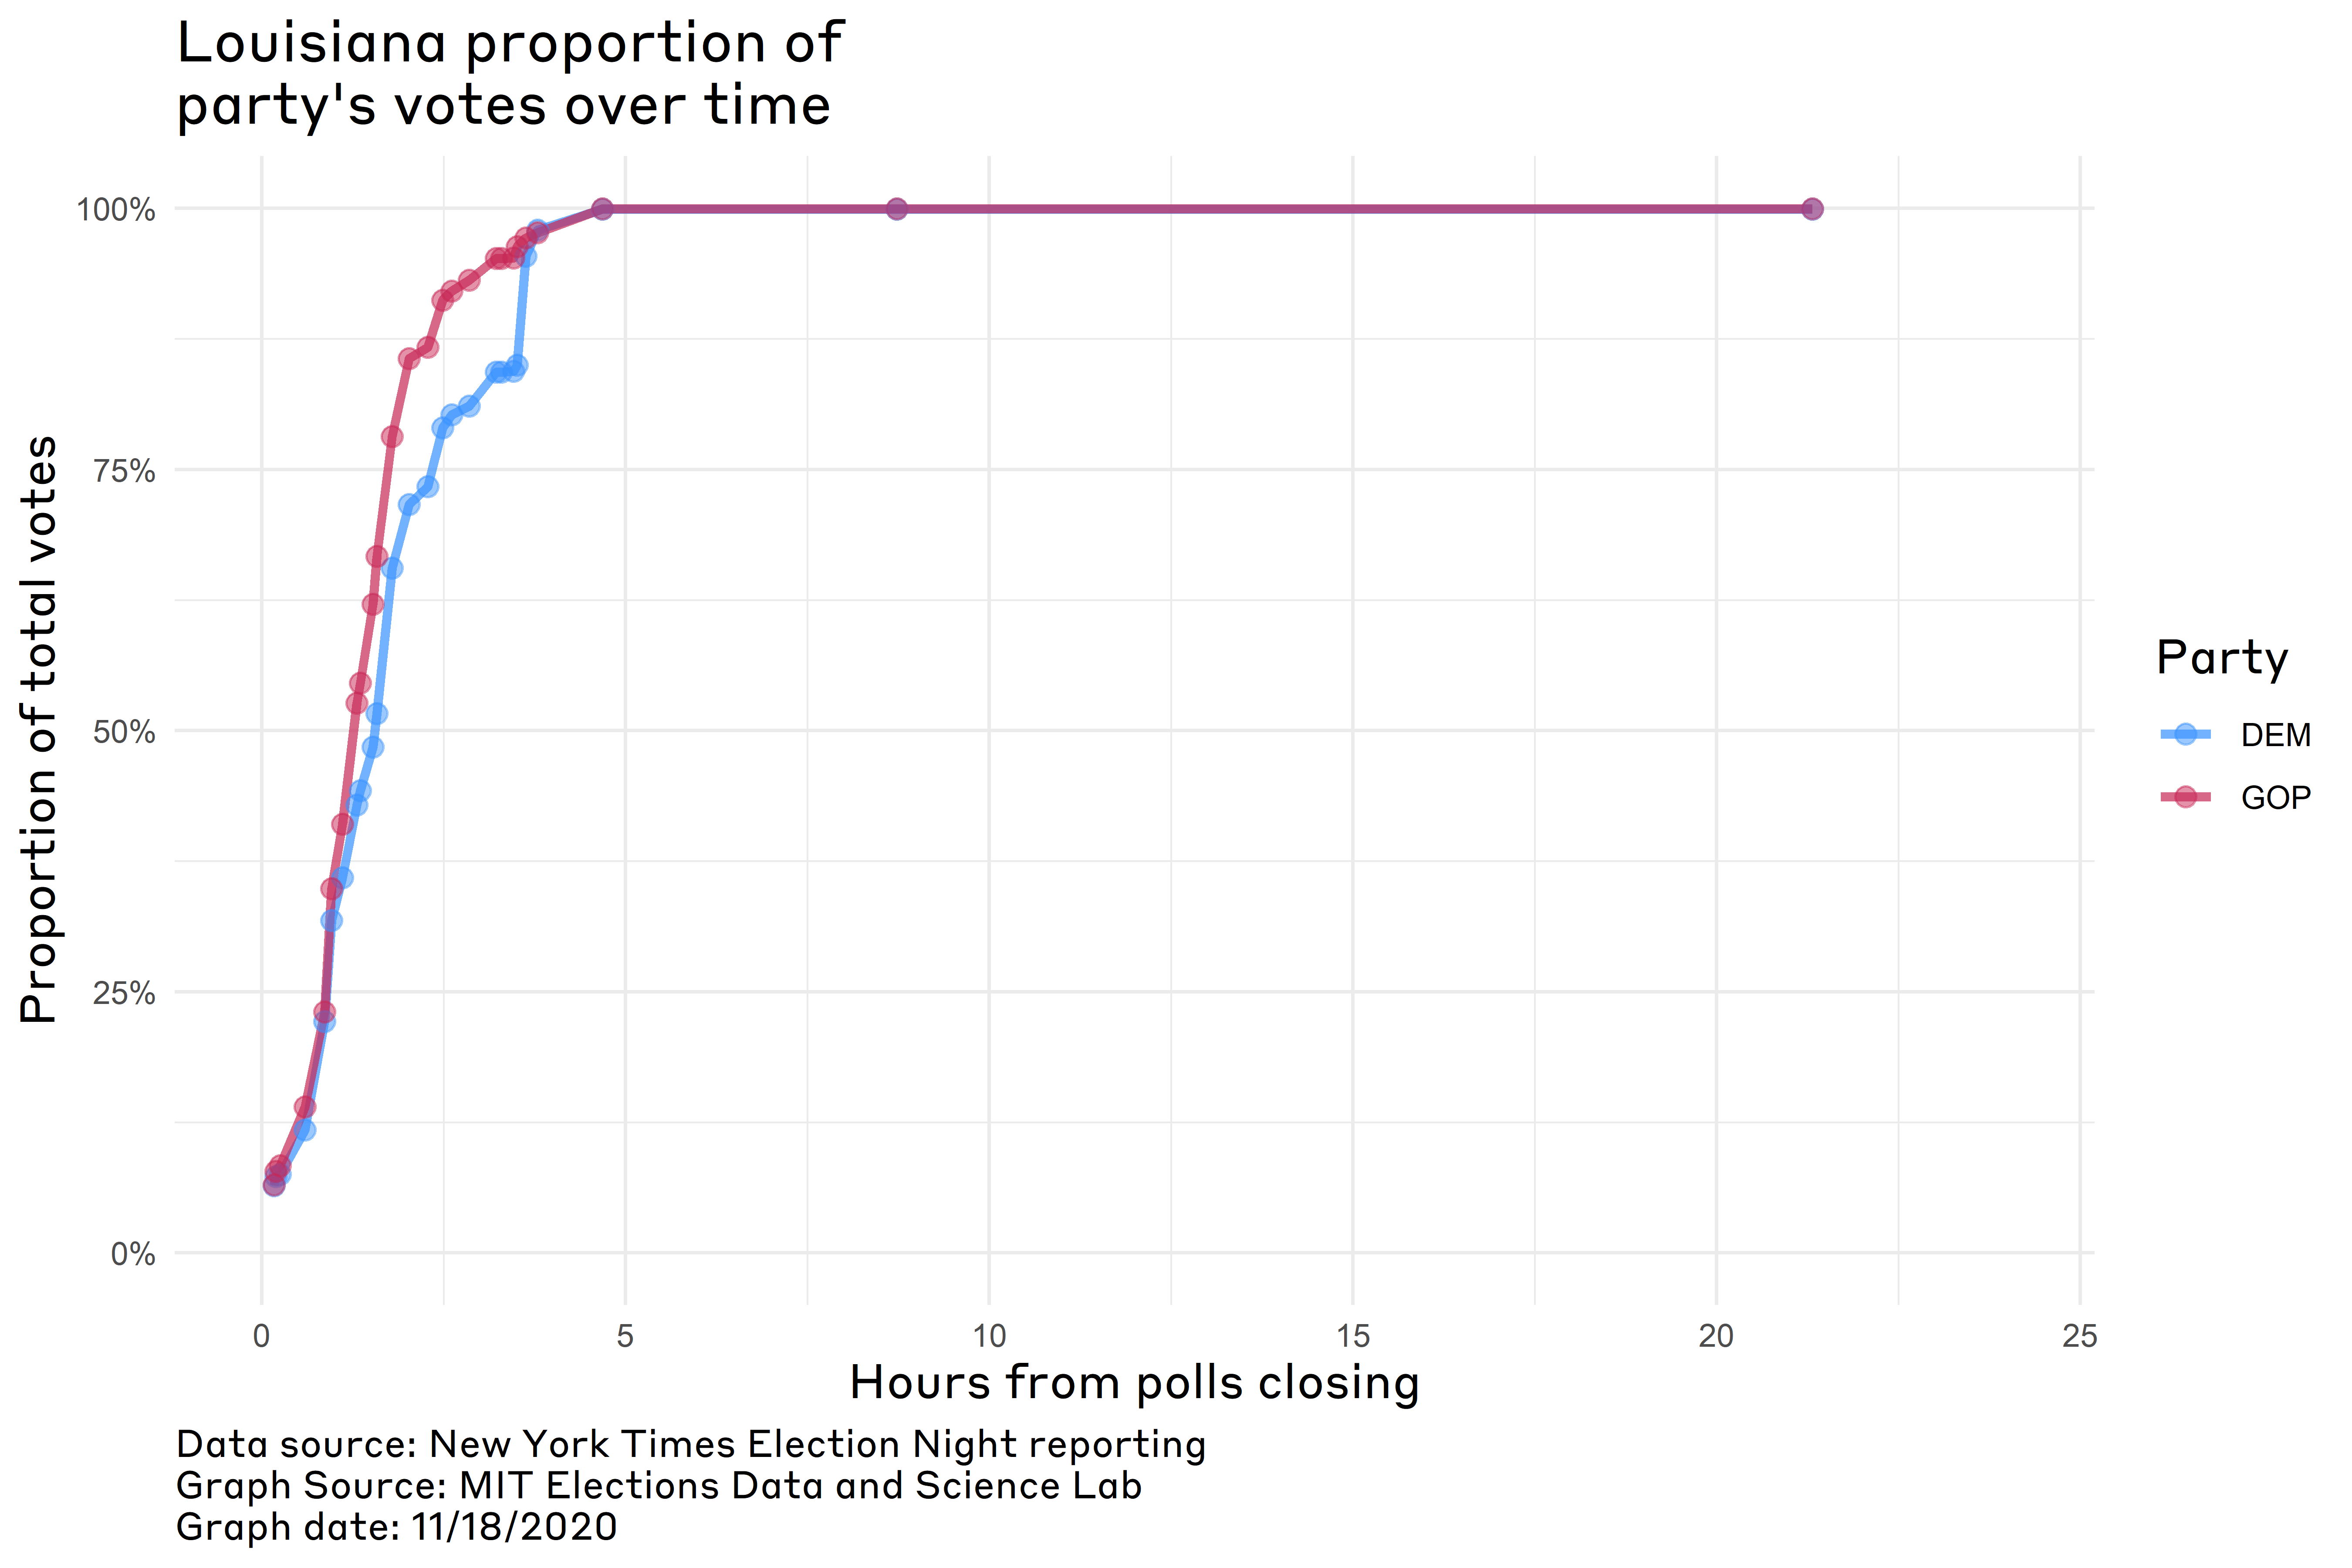 Louisiana proportion of
party's votes over time
Proportion of total votes
100%
75%
50%
25%
0%
0 5 10 15 20 25
Hours from polls closing
Party
DEM
GOP
Data source: New York Times Election Night reporting
Graph Source: MIT Elections Data and Science Lab
Graph date: 11/18/2020